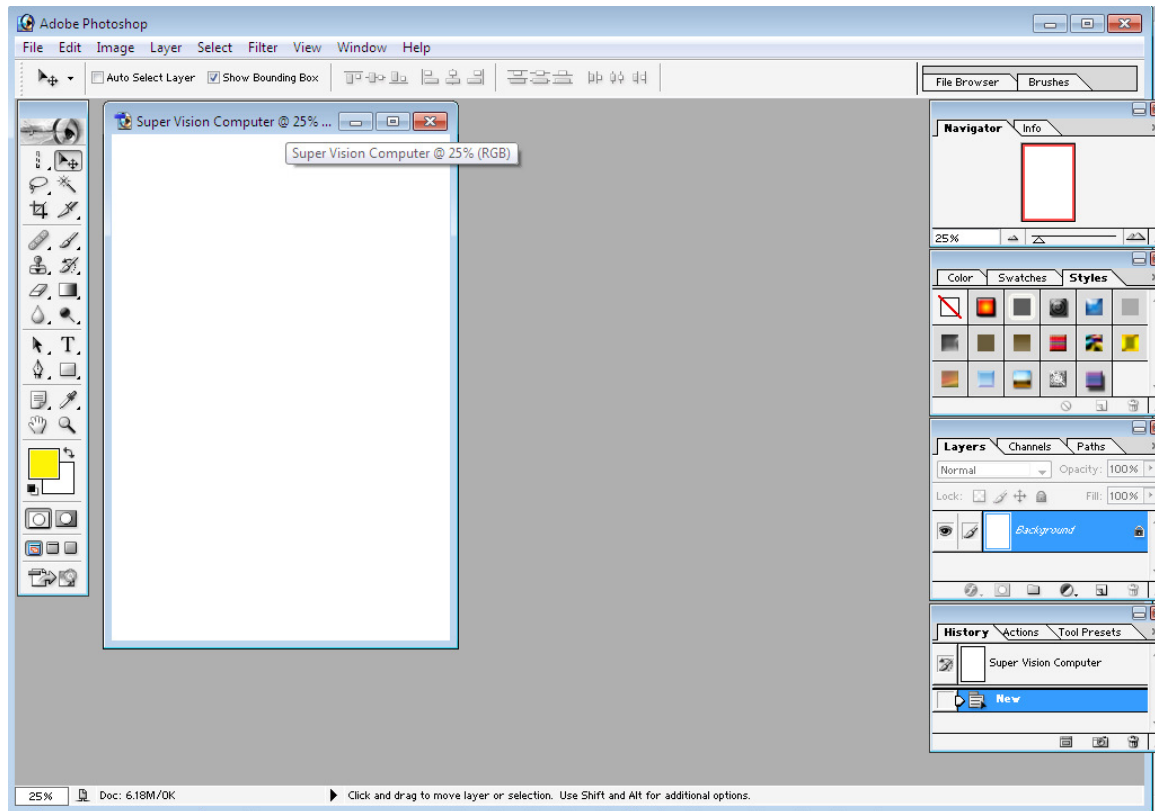 Adobe Photoshop
File Edit Image Layer Select Filter View Window Help
Auto Select Layer Show Bounding Box
File Browser Brushes
Super Vision Computer @ 25% ...
Super Vision Computer @ 25% (RGB)
Navigator Info
25%
Color Swatches Styles
Layers Channels Paths
Normal Opacity: 100%
Lock: Fill: 100%
Background
History Actions Tool Presets
Super Vision Computer
New
25% Doc: 6.18M/0K Click and drag to move layer or selection. Use Shift and Alt for additional options.